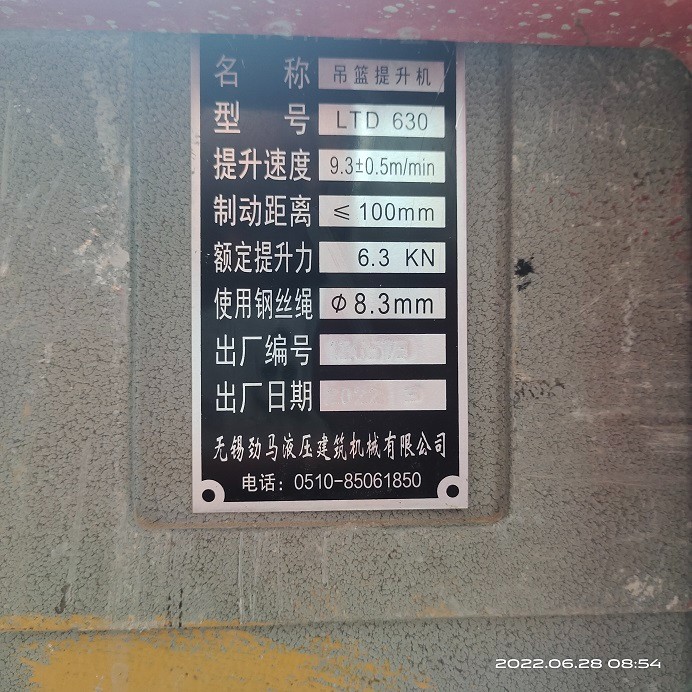 名称 吊篮提升机
型号 LTD 630
提升速度 9.3±0.5m/min
制动距离 ≤100mm
额定提升力 6.3 KN
使用钢丝绳 Φ8.3mm
出厂编号
出厂日期
无锡劲马液压建筑机械有限公司
电话：0510-85061850
2022.06.28 08:54